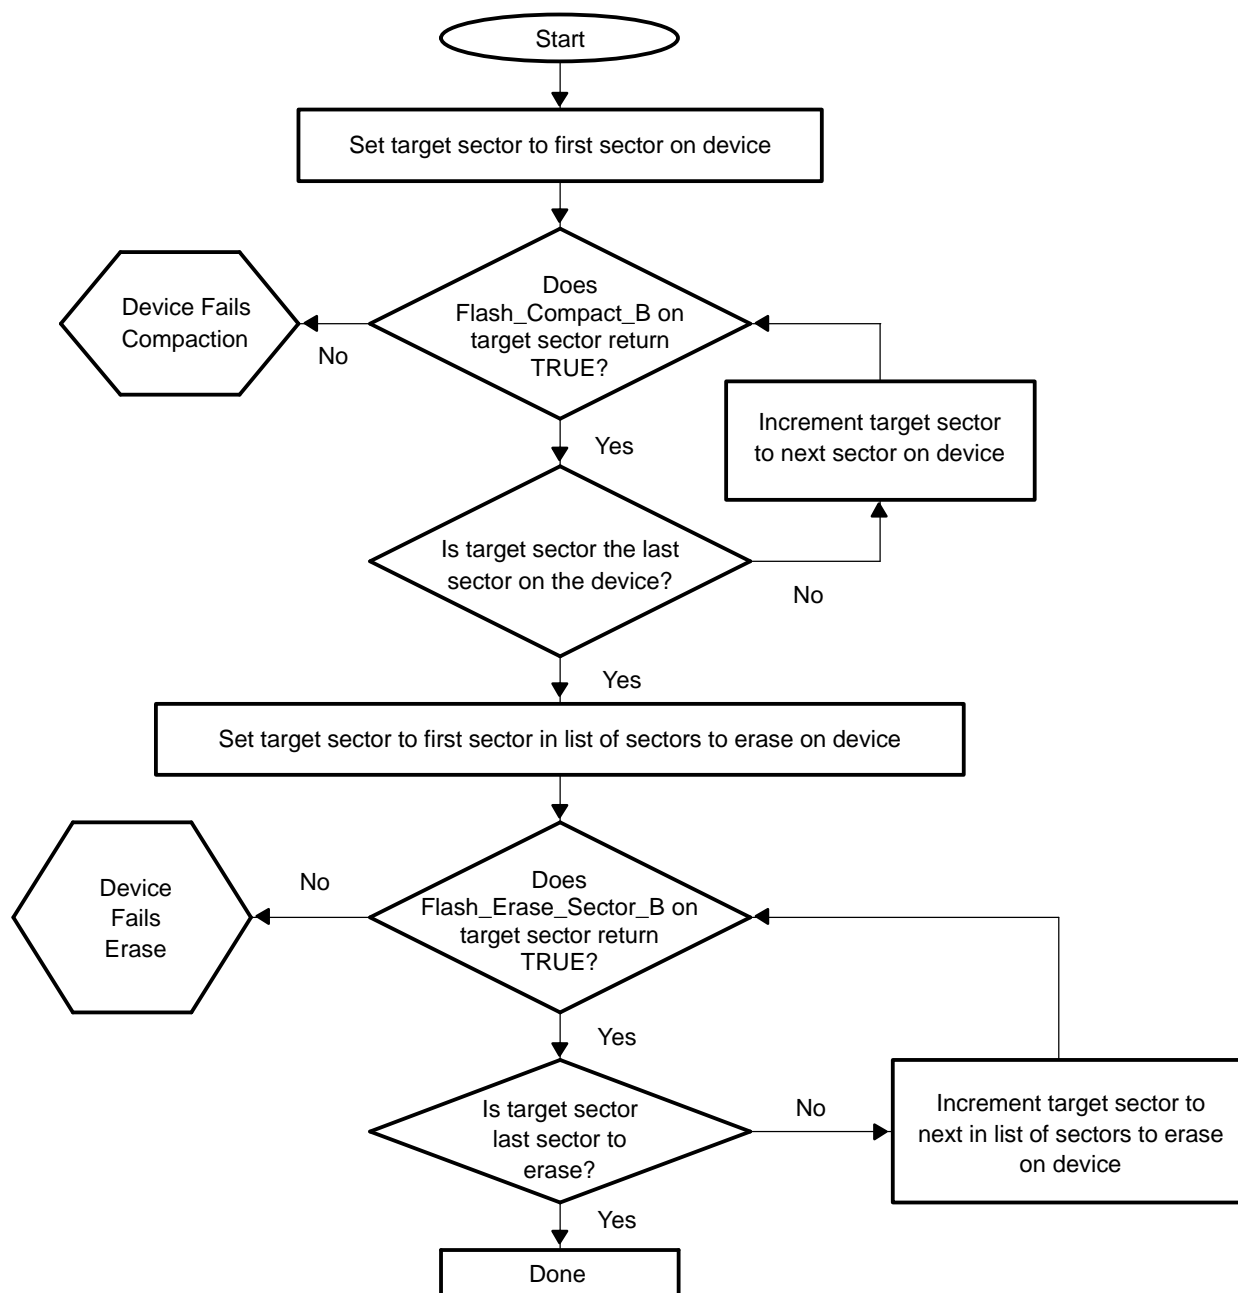 Start
Set target sector to first sector on device
Does
Flash_Compact_B on
target sector return
TRUE?
Device Fails
Compaction
No
Increment target sector
to next sector on device
Yes
Is target sector the last
sector on the device?
No
Yes
Set target sector to first sector in list of sectors to erase on device
Does
Flash_Erase_Sector_B on
target sector return
TRUE?
No
Device
Fails
Erase
Yes
Is target sector
last sector to
erase?
No
Increment target sector to
next in list of sectors to erase
on device
Yes
Done